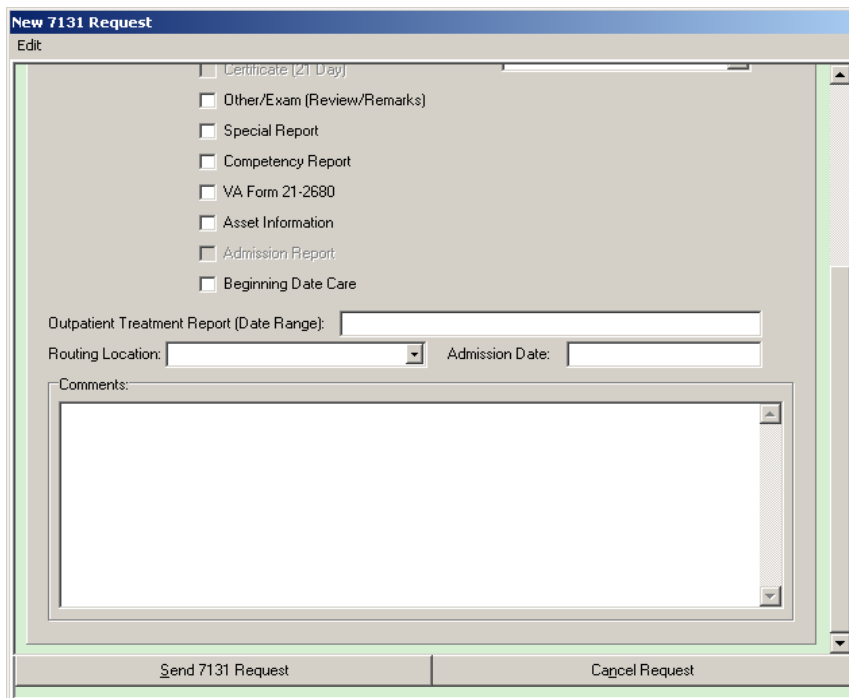 New 7131 Request
Edit
Certificate (21 Day)
Other/Exam (Review/Remarks)
Special Report
Competency Report
VA Form 21-2680
Asset Information
Admission Report
Beginning Date Care
Outpatient Treatment Report (Date Range):
Routing Location: Admission Date:
Comments:
Send 7131 Request Cancel Request